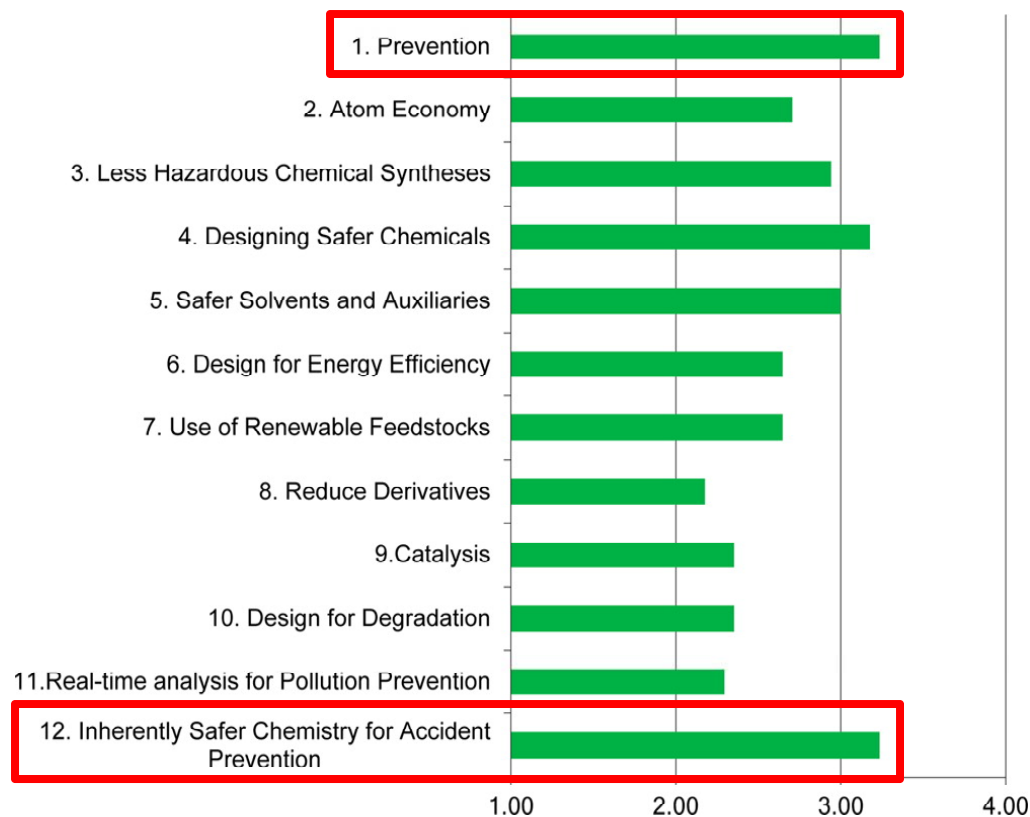 1. Prevention
2. Atom Economy
3. Less Hazardous Chemical Syntheses
4. Designing Safer Chemicals
5. Safer Solvents and Auxiliaries
6. Design for Energy Efficiency
7. Use of Renewable Feedstocks
8. Reduce Derivatives
9.Catalysis
10. Design for Degradation
11.Real-time analysis for Pollution Prevention
12. Inherently Safer Chemistry for Accident
Prevention
1.00 2.00 3.00 4.00